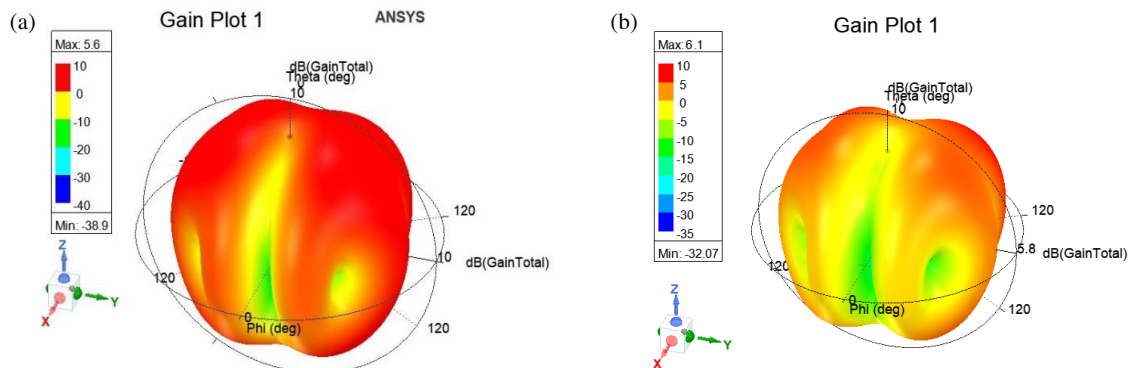 (a)
Gain Plot 1
ANSYS
Max: 5.6
10
0
-10
-20
-30
-40
Min: -38.9
dB(GainTotal)
Theta (deg)
0
10
120
10
dB(GainTotal)
120
120
0
Phi (deg)
Z
Y
X
(b)
Gain Plot 1
Max: 6.1
10
5
0
-5
-10
-15
-20
-25
-30
-35
Min: -32.07
dB(GainTotal)
Theta (deg)
10
120
5.8
dB(GainTotal)
120
120
0
Phi (deg)
Z
Y
X